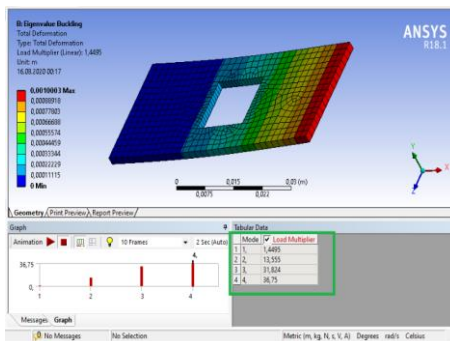 B: Eigenvalue Buckling
Total Deformation
Type: Total Deformation
Load Multiplier (Linear): 1,4495
Unit: m
16.09.2020 00:17
ANSYS
R18.1
0,0010003 Max
0,00088918
0,00077803
0,00066688
0,00055574
0,00044459
0,00033344
0,00022229
0,00011115
0 Min
0
0,015
0,03 (m)
0,0075
0,022
Y
X
Z
Geometry
Print Preview
Report Preview
Graph
Animation
10 Frames
2 Sec (Auto)
36,75
0,
4,
1
2
3
4
Messages
Graph
Tabular Data
Mode
Load Multiplier
1 1, 1,4495
2 2, 13,555
3 3, 31,824
4 4, 36,75
No Messages
No Selection
Metric (m, kg, N, s, V, A)
Degrees
rad/s
Celsius